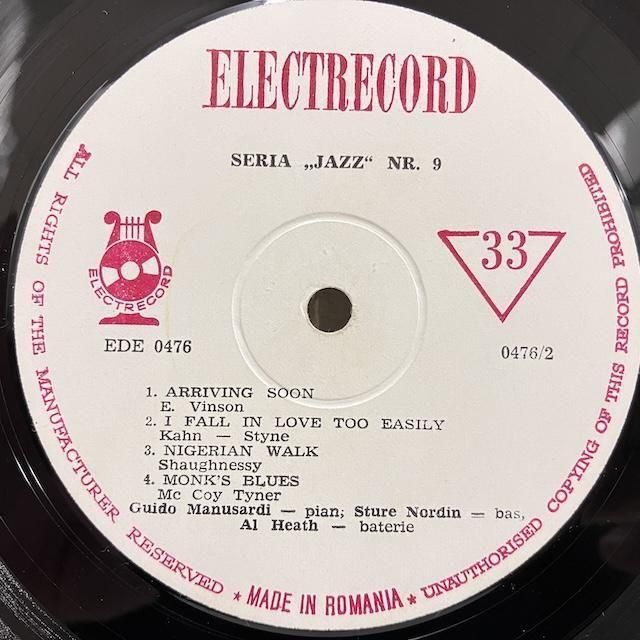 ELECTRECORD
SERIA „JAZZ“ NR. 9
ELECTRECORD
33
EDE 0476
0476/2
1. ARRIVING SOON
E. Vinson
2. I FALL IN LOVE TOO EASILY
Kahn — Styne
3. NIGERIAN WALK
Shaughnessy
4. MONK'S BLUES
Mc Coy Tyner
Guido Manusardi — pian; Sture Nordin — bas,
Al Heath — baterie
ALL RIGHTS OF THE MANUFACTURER RESERVED ★ MADE IN ROMANIA ★ UNAUTHORISED COPYING OF THIS RECORD PROHIBITED